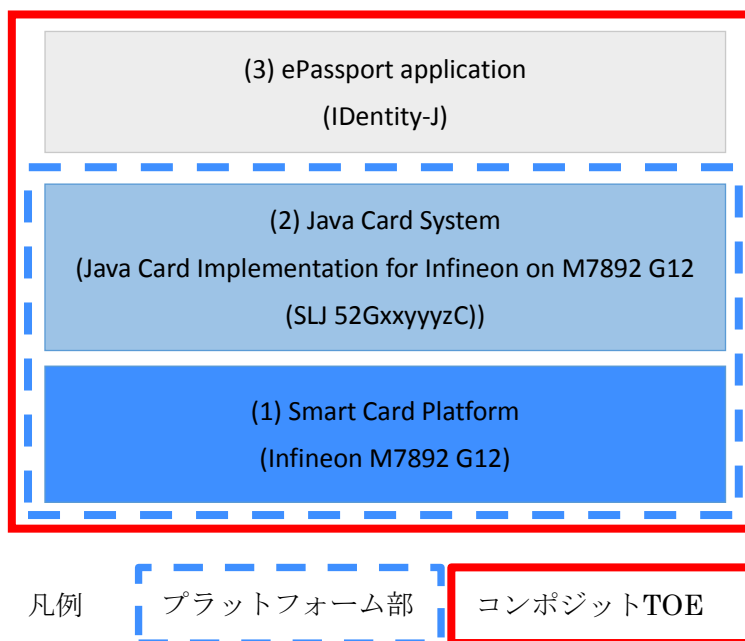 (3) ePassport application
(IDentity-J)
(2) Java Card System
(Java Card Implementation for Infineon on M7892 G12
(SLJ 52GxxyyyzC))
(1) Smart Card Platform
(Infineon M7892 G12)
凡例
プラットフォーム部
コンポジットTOE